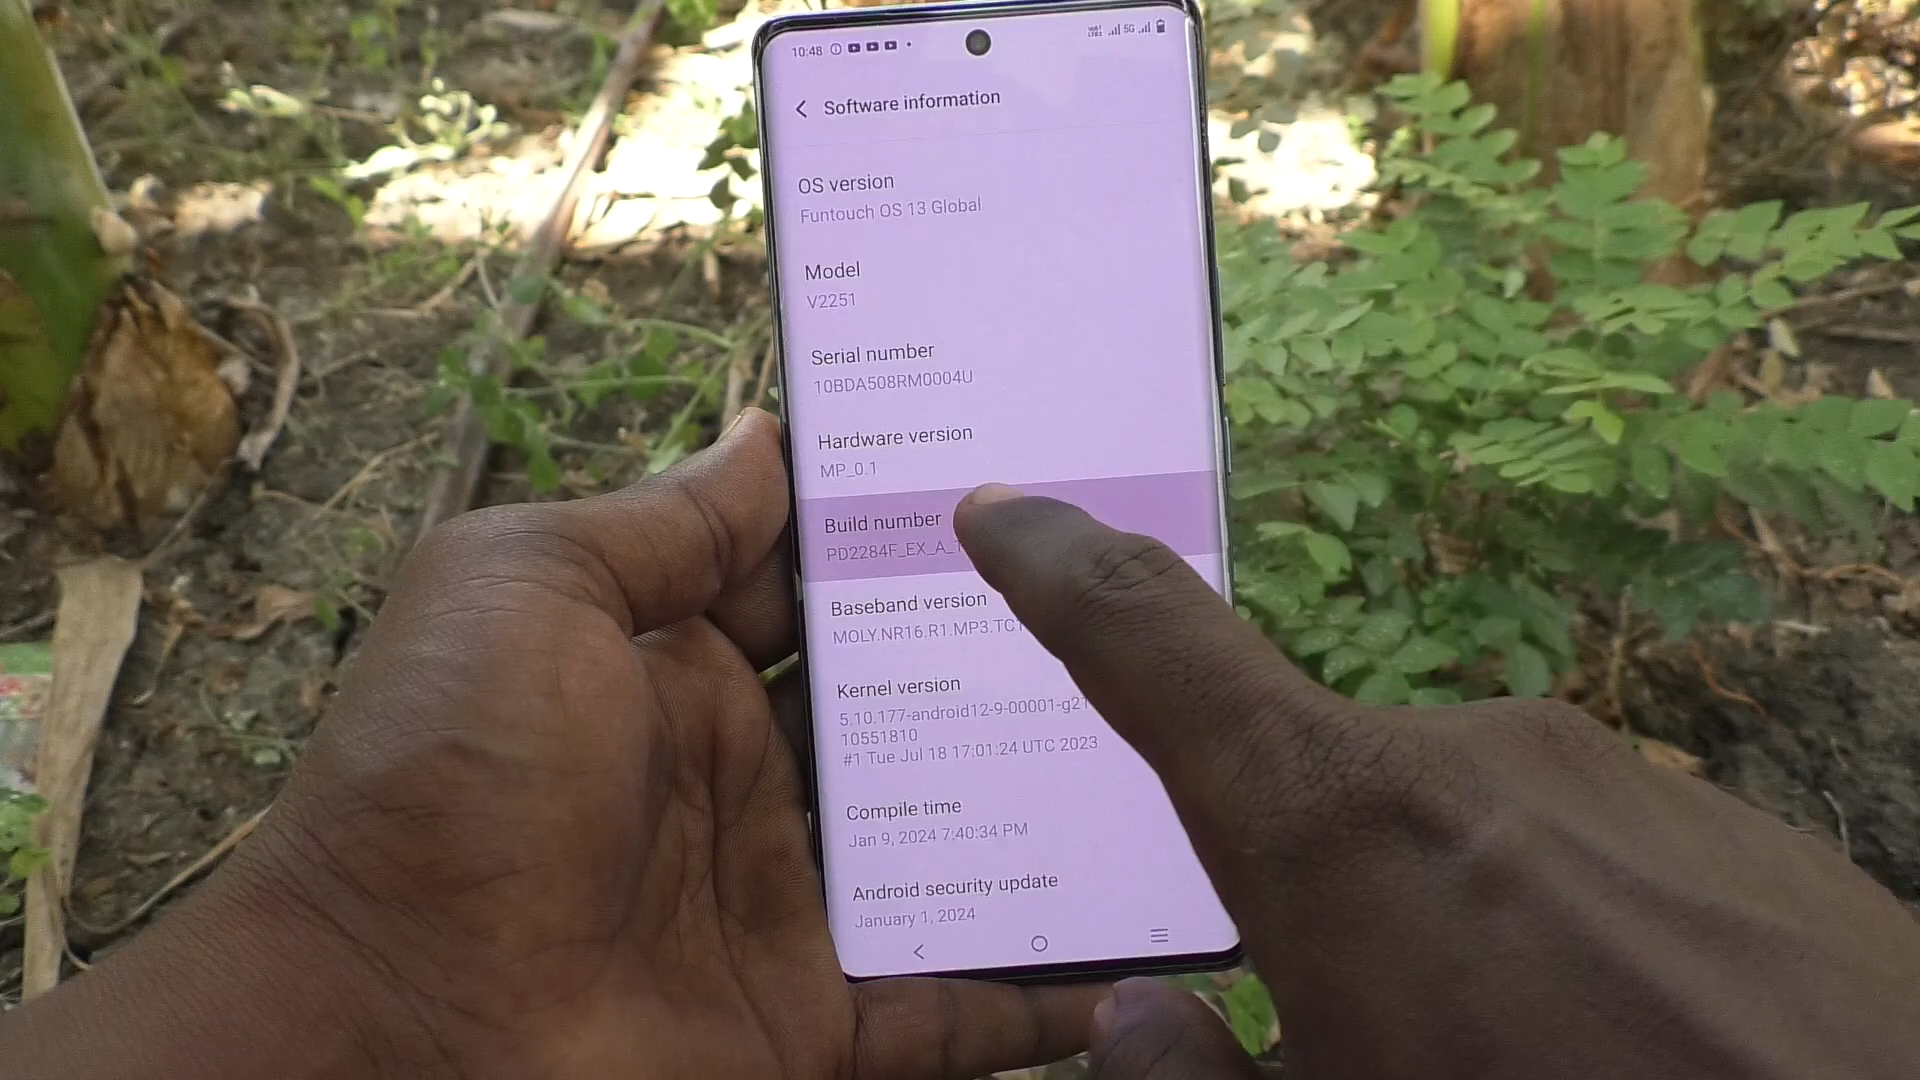 10:48
5G
Software information
OS version
Funtouch OS 13 Global
Model
V2251
Serial number
10BDA508RM0004U
Hardware version
MP_0.1
Build number
PD2284F_EX_A_
Baseband version
MOLY.NR16.R1.MP3.TC1
Kernel version
5.10.177-android12-9-00001-g21
10551810
#1 Tue Jul 18 17:01:24 UTC 2023
Compile time
Jan 9, 2024 7:40:34 PM
Android security update
January 1, 2024